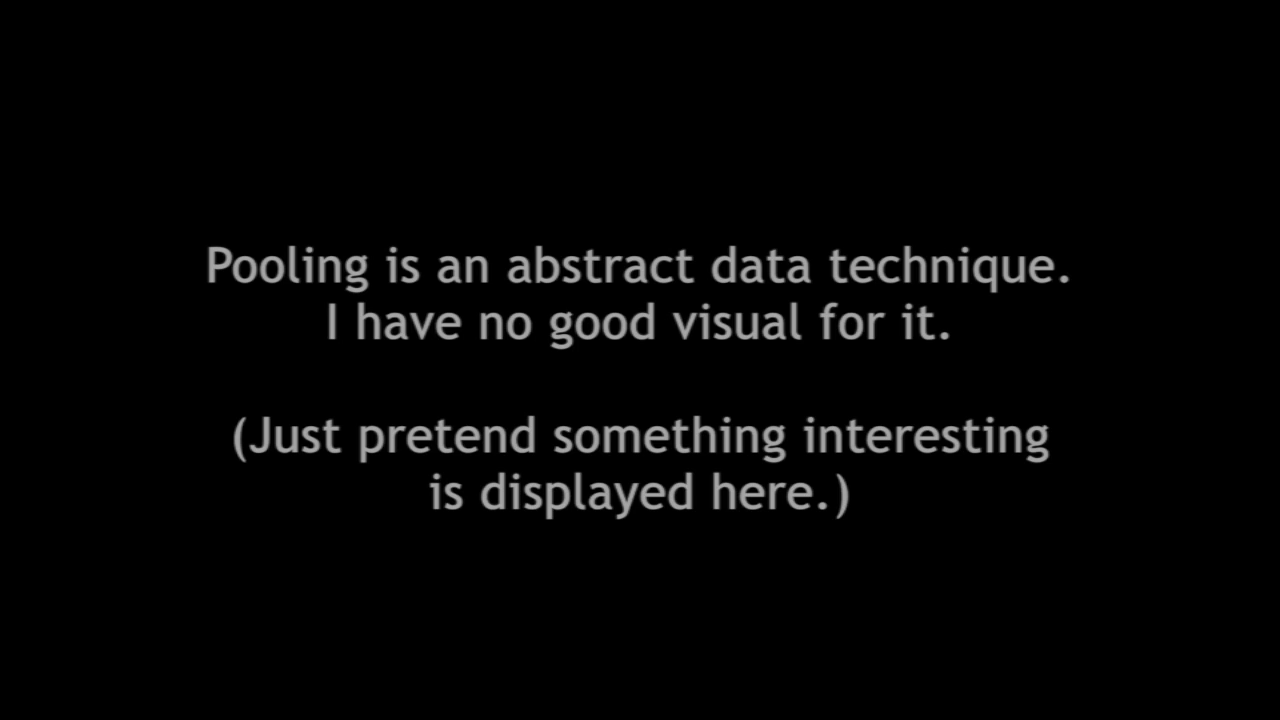 Pooling is an abstract data technique.
I have no good visual for it.
(Just pretend something interesting
is displayed here.)